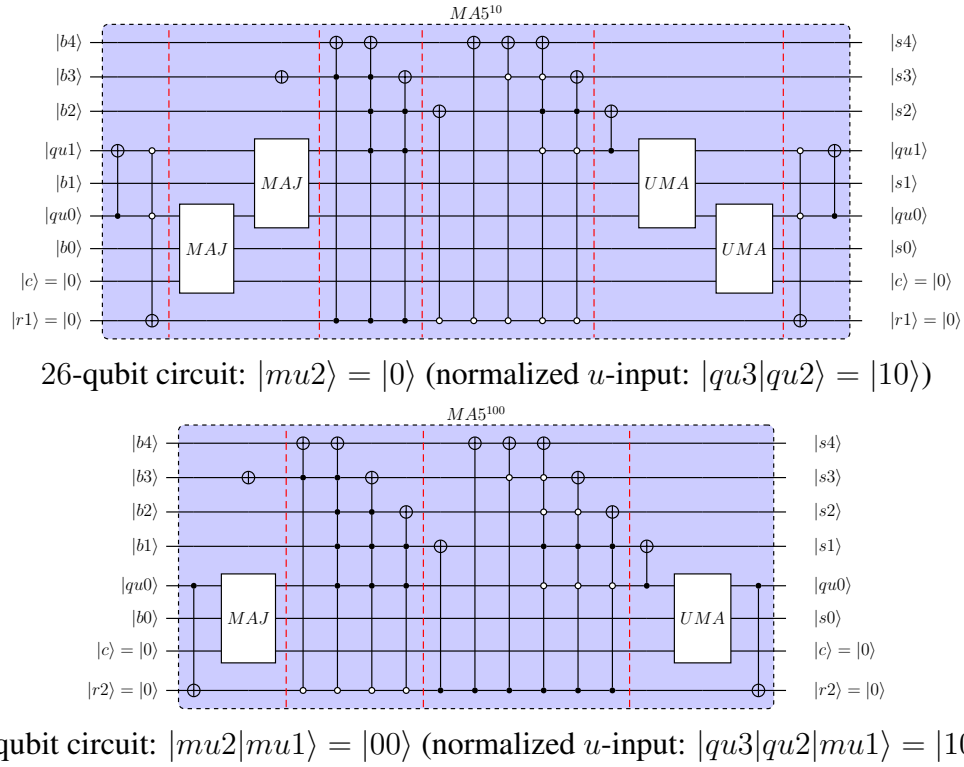 MA5^{10}
|b4⟩ |s4⟩
|b3⟩ |s3⟩
|b2⟩ |s2⟩
|qu1⟩ |qu1⟩
MAJ UMA
|b1⟩ |s1⟩
|qu0⟩ |qu0⟩
MAJ UMA
|b0⟩ |s0⟩
|c⟩ = |0⟩ |c⟩ = |0⟩
|r1⟩ = |0⟩ |r1⟩ = |0⟩
26-qubit circuit: |mu2⟩ = |0⟩ (normalized u-input: |qu3|qu2⟩ = |10⟩)
MA5^{100}
|b4⟩ |s4⟩
|b3⟩ |s3⟩
|b2⟩ |s2⟩
|b1⟩ |s1⟩
|qu0⟩ |qu0⟩
|b0⟩ MAJ UMA |s0⟩
|c⟩ = |0⟩ |c⟩ = |0⟩
|r2⟩ = |0⟩ |r2⟩ = |0⟩
qubit circuit: |mu2|mu1⟩ = |00⟩ (normalized u-input: |qu3|qu2|mu1⟩ = |10